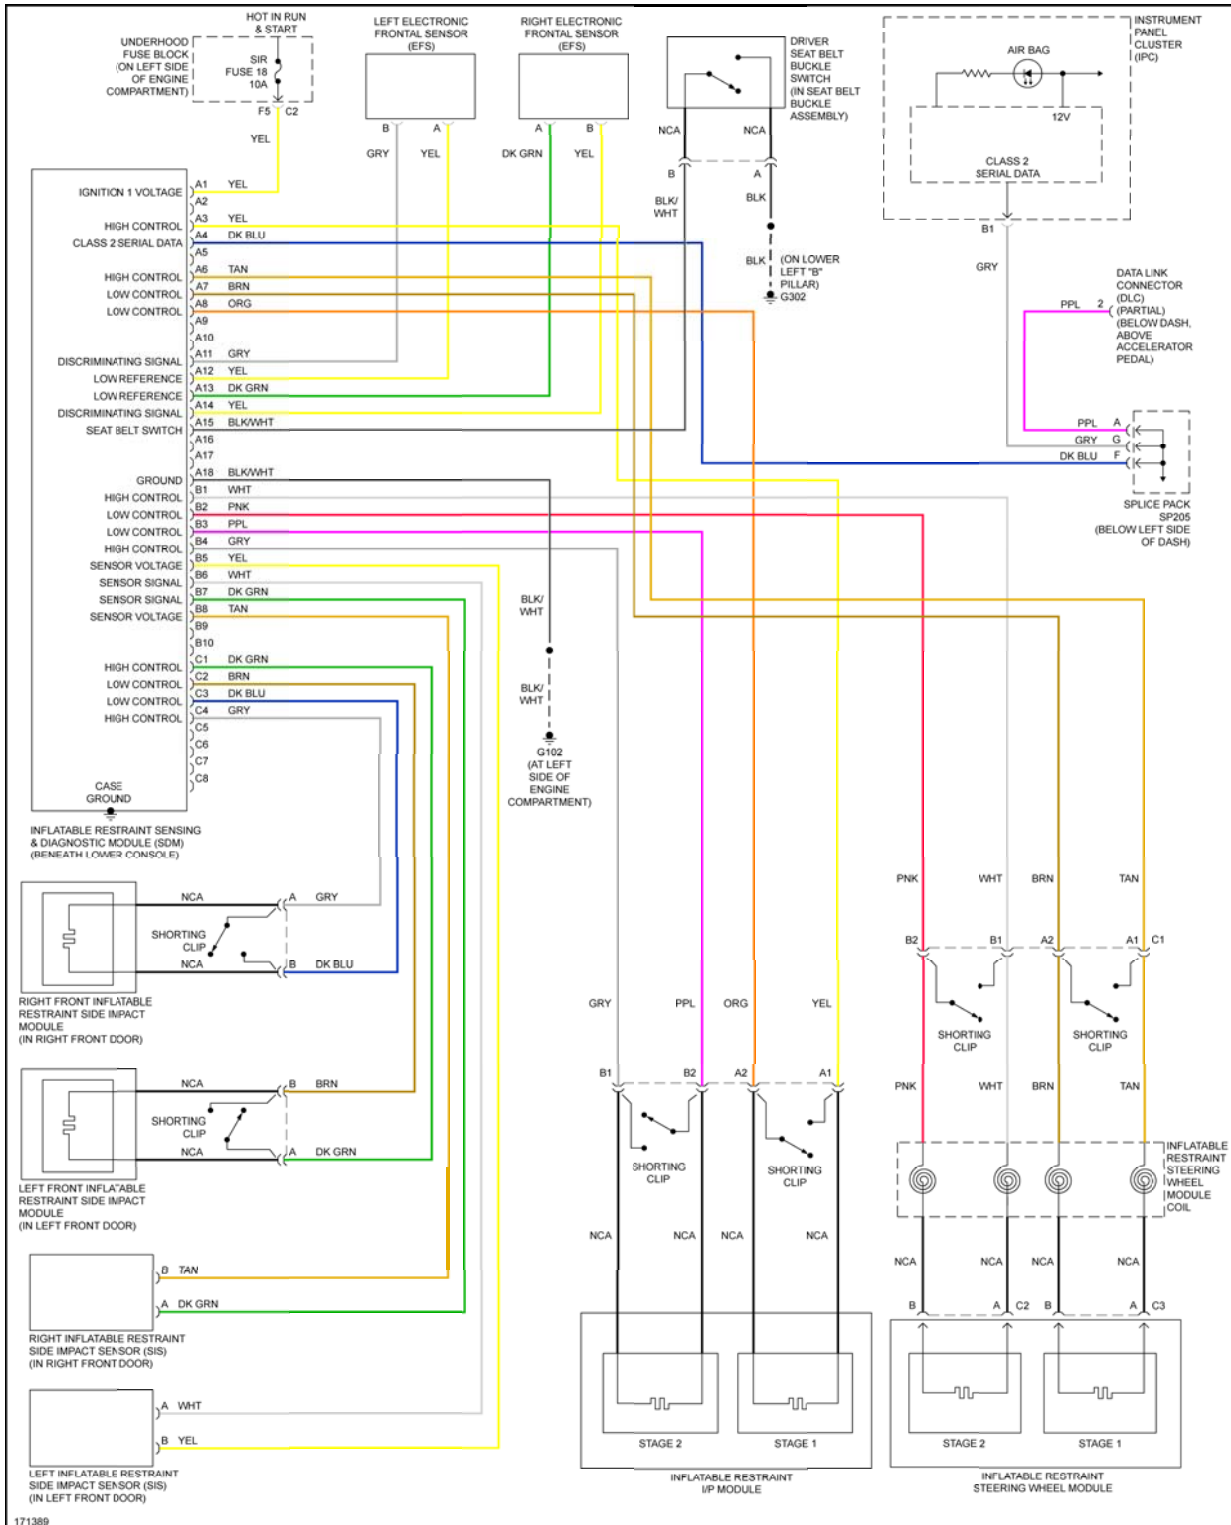 HOT IN RUN
& START
UNDERHOOD
FUSE BLOCK
(ON LEFT SIDE
OF ENGINE
COMPARTMENT)
SIR
FUSE 18
10A
F5 C2
YEL
LEFT ELECTRONIC
FRONTAL SENSOR
(EFS)
B A
GRY YEL
RIGHT ELECTRONIC
FRONTAL SENSOR
(EFS)
A B
DK GRN YEL
DRIVER
SEAT BELT
BUCKLE
SWITCH
(IN SEAT BELT
BUCKLE
ASSEMBLY)
NCA NCA
B A
BLK/
WHT
BLK
BLK
(ON LOWER
LEFT "B"
PILLAR)
G302
INSTRUMENT
PANEL
CLUSTER
(IPC)
AIR BAG
12V
CLASS 2
SERIAL DATA
B1
GRY
DATA LINK
CONNECTOR
(DLC)
(PARTIAL)
(BELOW DASH,
ABOVE
ACCELERATOR
PEDAL)
PPL 2
PPL A
GRY G
DK BLU F
SPLICE PACK
SP205
(BELOW LEFT SIDE
OF DASH)
IGNITION 1 VOLTAGE A1 YEL
A2
HIGH CONTROL A3 YEL
CLASS 2 SERIAL DATA A4 DK BLU
A5
HIGH CONTROL A6 TAN
LOW CONTROL A7 BRN
LOW CONTROL A8 ORG
A9
A10
DISCRIMINATING SIGNAL A11 GRY
LOW REFERENCE A12 YEL
LOW REFERENCE A13 DK GRN
DISCRIMINATING SIGNAL A14 YEL
SEAT BELT SWITCH A15 BLK/WHT
A16
A17
GROUND A18 BLK/WHT
HIGH CONTROL B1 WHT
LOW CONTROL B2 PNK
LOW CONTROL B3 PPL
HIGH CONTROL B4 GRY
SENSOR VOLTAGE B5 YEL
SENSOR SIGNAL B6 WHT
SENSOR SIGNAL B7 DK GRN
SENSOR VOLTAGE B8 TAN
B9
B10
HIGH CONTROL C1 DK GRN
LOW CONTROL C2 BRN
LOW CONTROL C3 DK BLU
HIGH CONTROL C4 GRY
C5
C6
C7
C8
CASE
GROUND
INFLATABLE RESTRAINT SENSING
& DIAGNOSTIC MODULE (SDM)
(BENEATH LOWER CONSOLE)
BLK/
WHT
BLK/
WHT
G102
(AT LEFT
SIDE OF
ENGINE
COMPARTMENT)
NCA A GRY
SHORTING
CLIP
NCA B DK BLU
RIGHT FRONT INFLATABLE
RESTRAINT SIDE IMPACT
MODULE
(IN RIGHT FRONT DOOR)
NCA B BRN
SHORTING
CLIP
NCA A DK GRN
LEFT FRONT INFLATABLE
RESTRAINT SIDE IMPACT
MODULE
(IN LEFT FRONT DOOR)
B TAN
A DK GRN
RIGHT INFLATABLE RESTRAINT
SIDE IMPACT SENSOR (SIS)
(IN RIGHT FRONT DOOR)
A WHT
B YEL
LEFT INFLATABLE RESTRAINT
SIDE IMPACT SENSOR (SIS)
(IN LEFT FRONT DOOR)
GRY PPL ORG YEL
B1 B2 A2 A1
SHORTING
CLIP
SHORTING
CLIP
NCA NCA NCA NCA
STAGE 2 STAGE 1
INFLATABLE RESTRAINT
I/P MODULE
PNK WHT BRN TAN
B2 B1 A2 A1 C1
SHORTING
CLIP
SHORTING
CLIP
PNK WHT BRN TAN
INFLATABLE
RESTRAINT
STEERING
WHEEL
MODULE
COIL
NCA NCA NCA NCA
B A C2 B A C3
STAGE 2 STAGE 1
INFLATABLE RESTRAINT
STEERING WHEEL MODULE
171389